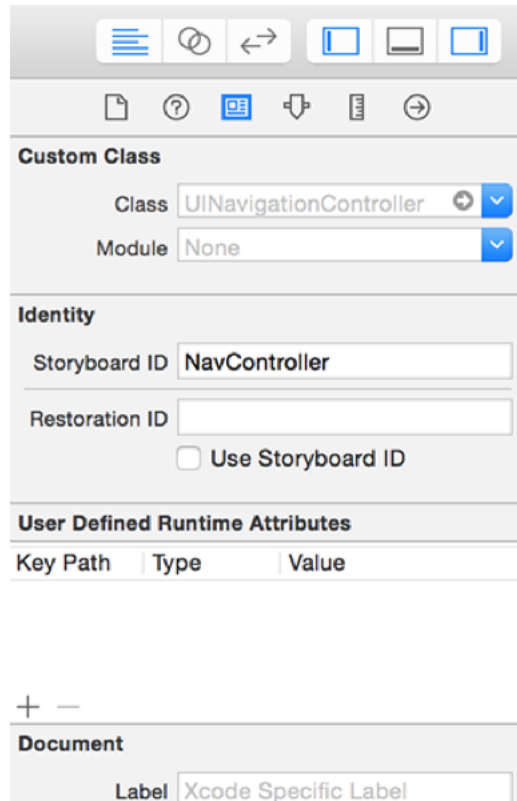 Custom Class
Class UINavigationController
Module None
Identity
Storyboard ID NavController
Restoration ID
Use Storyboard ID
User Defined Runtime Attributes
Key Path Type Value
Document
Label Xcode Specific Label